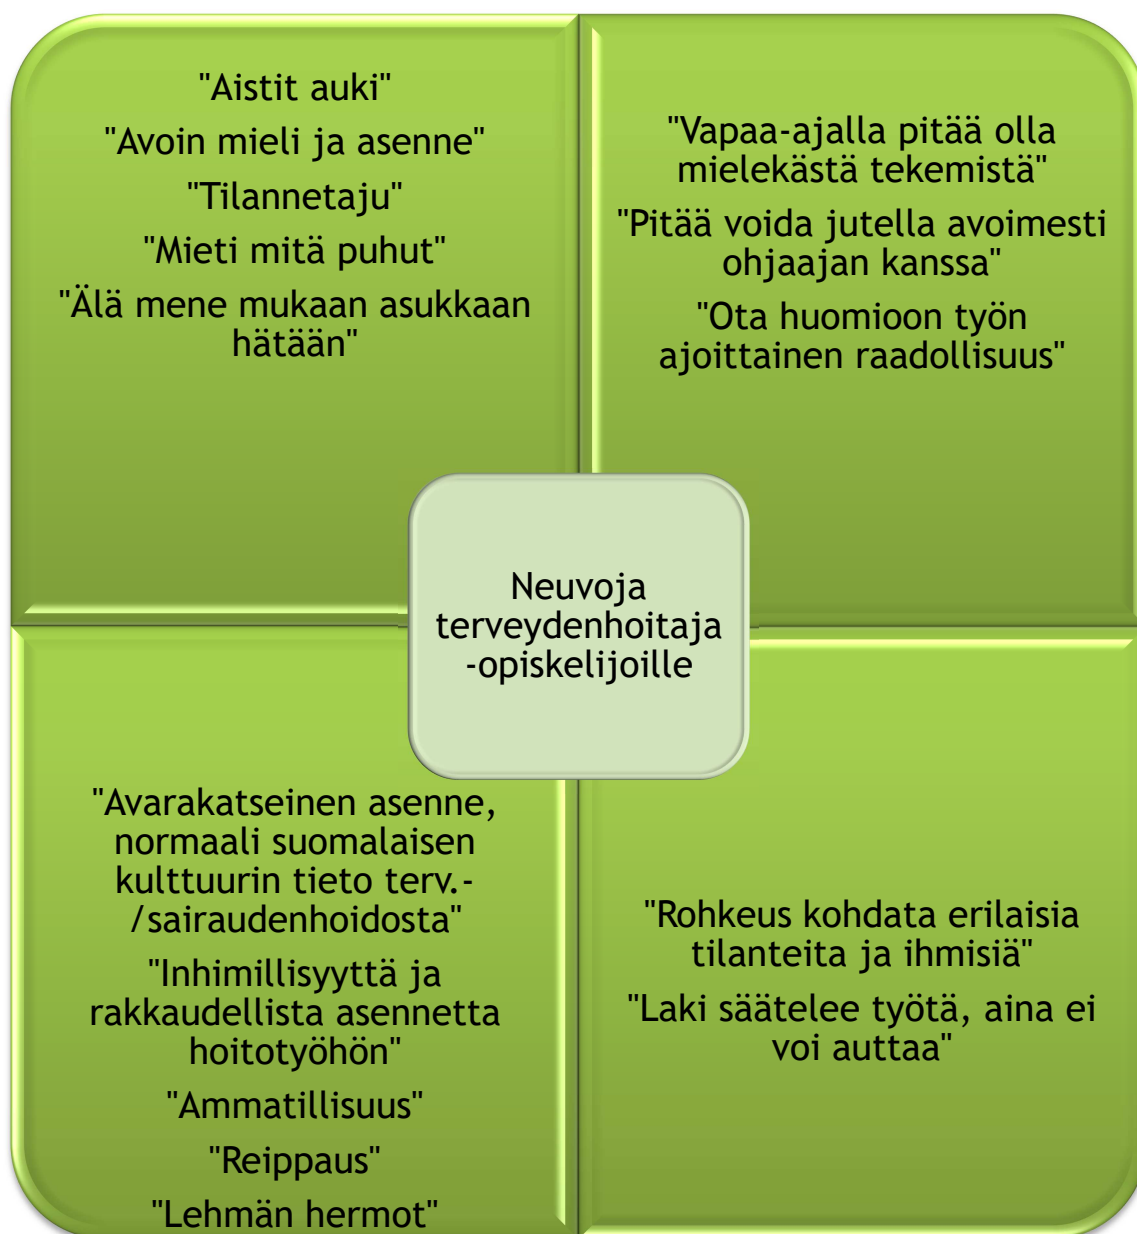 "Aistit auki"
"Avoin mieli ja asenne"
"Tilannetaju"
"Mieti mitä puhut"
"Älä mene mukaan asukkaan
hätään"
"Vapaa-ajalla pitää olla
mielekästä tekemistä"
"Pitää voida jutella avoimesti
ohjaajan kanssa"
"Ota huomioon työn
ajoittainen raadollisuus"
Neuvoja
terveydenhoitaja
-opiskelijoille
"Avarakatseinen asenne,
normaali suomalaisen
kulttuurin tieto terv.-
/sairaudenhoidosta"
"Inhimillisyyttä ja
rakkaudellista asennetta
hoitotyöhön"
"Ammatillisuus"
"Reippaus"
"Lehmän hermot"
"Rohkeus kohdata erilaisia
tilanteita ja ihmisiä"
"Laki säätelee työtä, aina ei
voi auttaa"